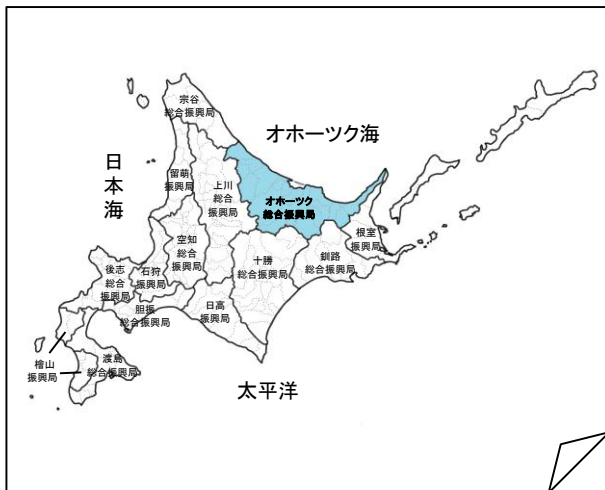 宗谷
総合振興局
オホーツク海
日本海
留萌
振興局
上川
総合
振興局
オホーツク
総合振興局
空知
総合
振興局
根室
振興局
後志
総合
振興局
石狩
振興局
十勝
総合振興局
釧路
総合振興局
胆振
総合振興局
日高
振興局
檜山
振興局
渡島
総合振興局
太平洋